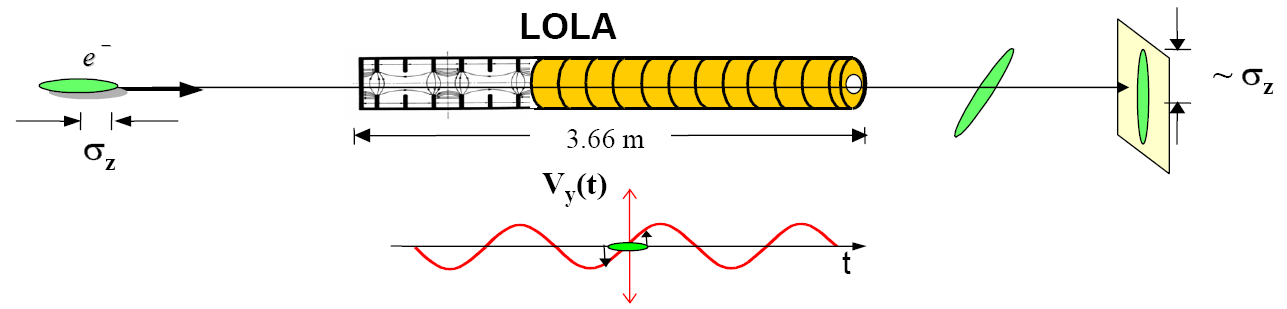 LOLA
e⁻
σz
3.66 m
~ σz
Vy(t)
t